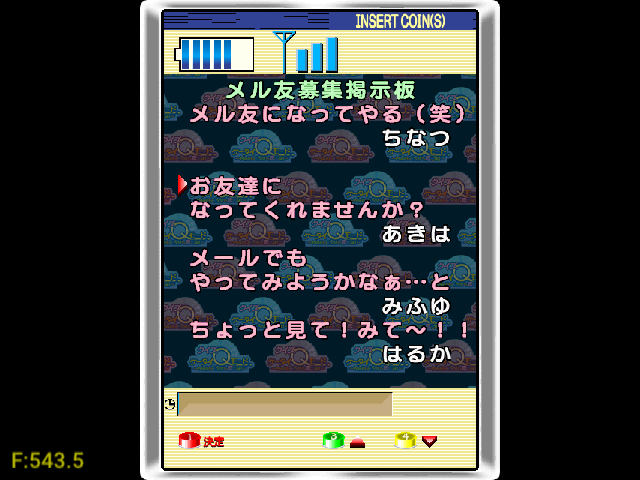 INSERT COIN(S)
メル友募集掲示板
メル友になってやる（笑）
ちなつ
お友達に
なってくれませんか？
あきは
メールでも
やってみようかなぁ…と
みふゆ
ちょっと見て！みて～！！
はるか
決定
F:543.5